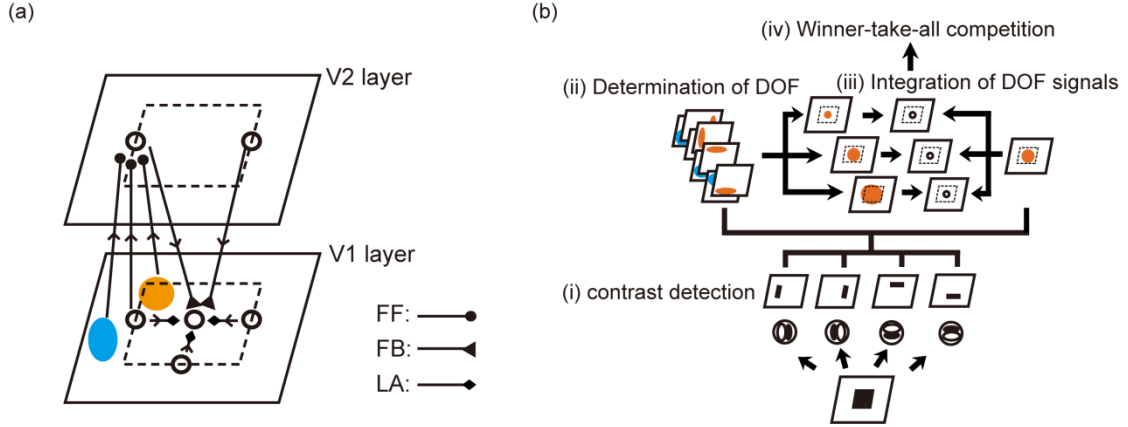 (a)
V2 layer
V1 layer
FF:
FB:
LA:
(b)
(iv) Winner-take-all competition
(ii) Determination of DOF
(iii) Integration of DOF signals
(i) contrast detection